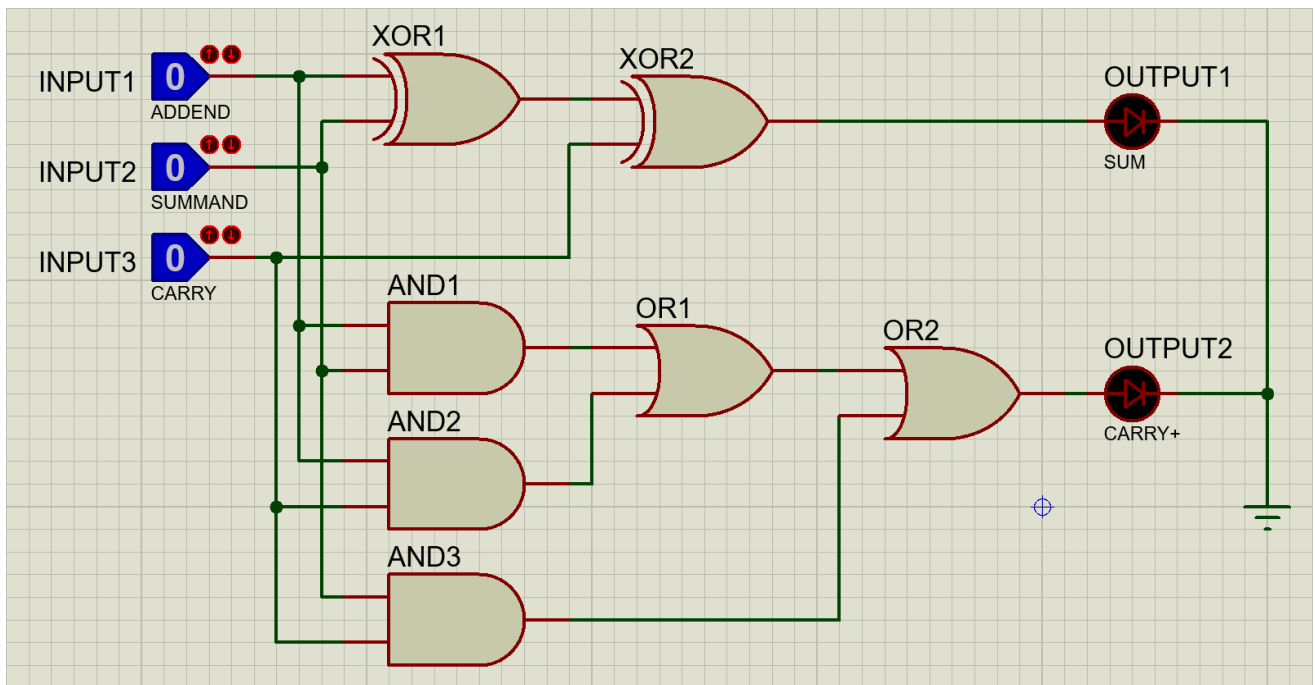 XOR1
XOR2
INPUT1
0
ADDEND
OUTPUT1
SUM
INPUT2
0
SUMMAND
INPUT3
0
CARRY
AND1
OR1
OR2
OUTPUT2
CARRY+
AND2
AND3